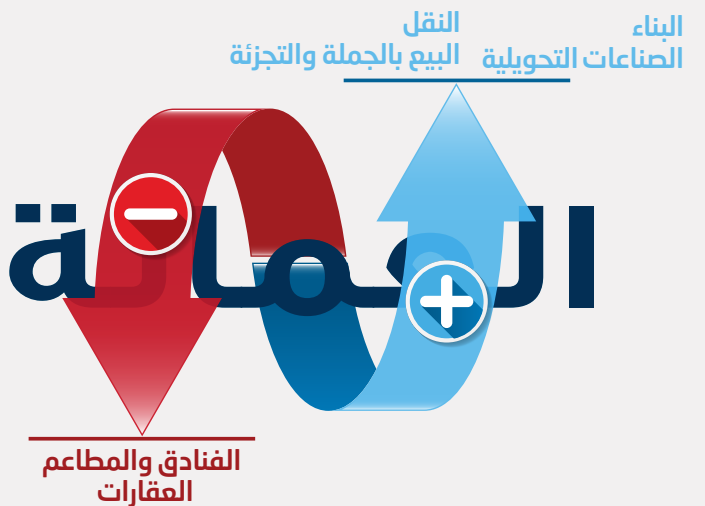 البناء
الصناعات التحويلية
النقل
البيع بالجملة والتجزئة
العمالة
الفنادق والمطاعم
العقارات